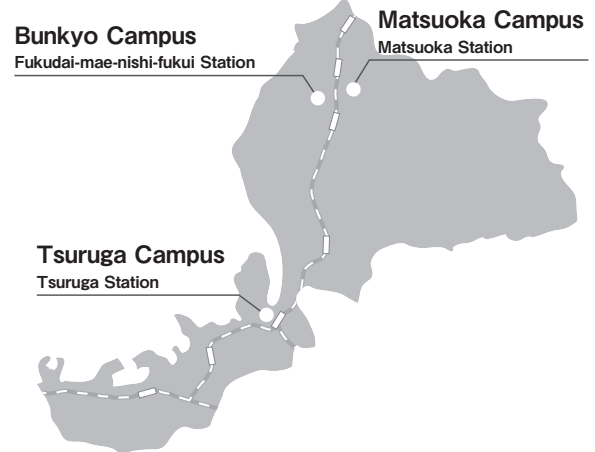 Matsuoka Campus
Matsuoka Station
Bunkyo Campus
Fukudai-mae-nishi-fukui Station
Tsuruga Campus
Tsuruga Station